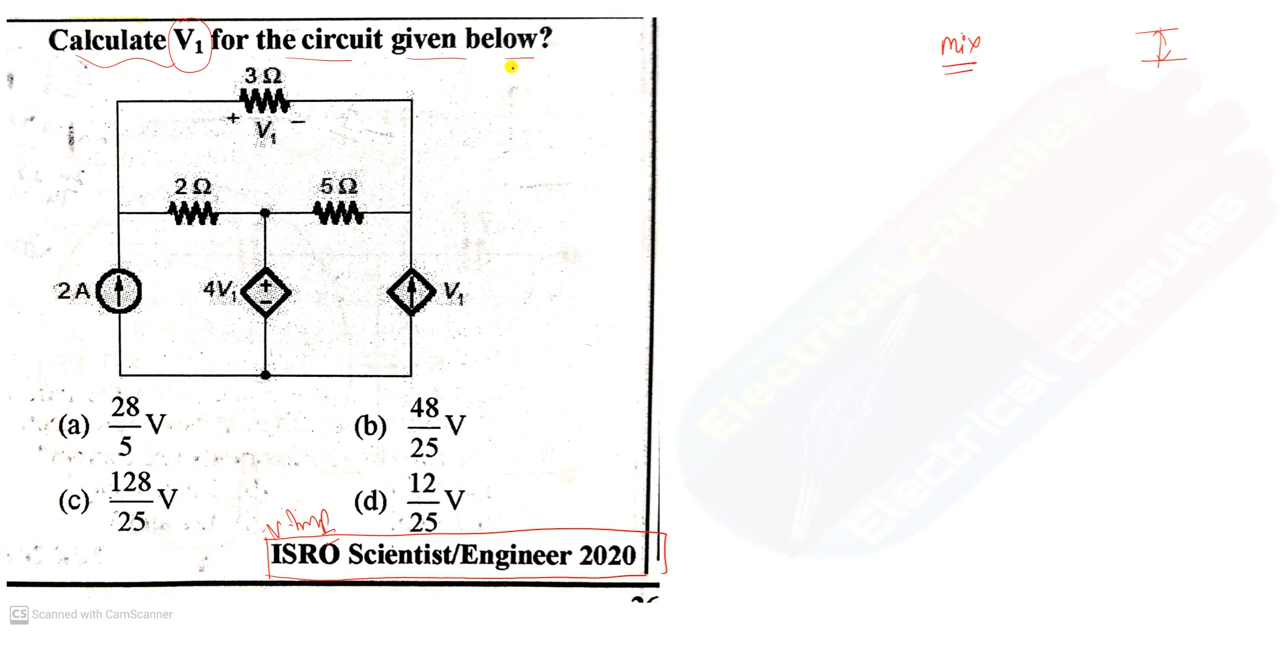 Calculate V₁ for the circuit given below?
mix
3 Ω
+ V₁ −
2 Ω
5 Ω
2 A
4V₁
+
−
V₁
(a) 28/5 V
(b) 48/25 V
(c) 128/25 V
(d) 12/25 V
v.imp
ISRO Scientist/Engineer 2020
CS Scanned with CamScanner
Electrical capsules
Electrical capsules